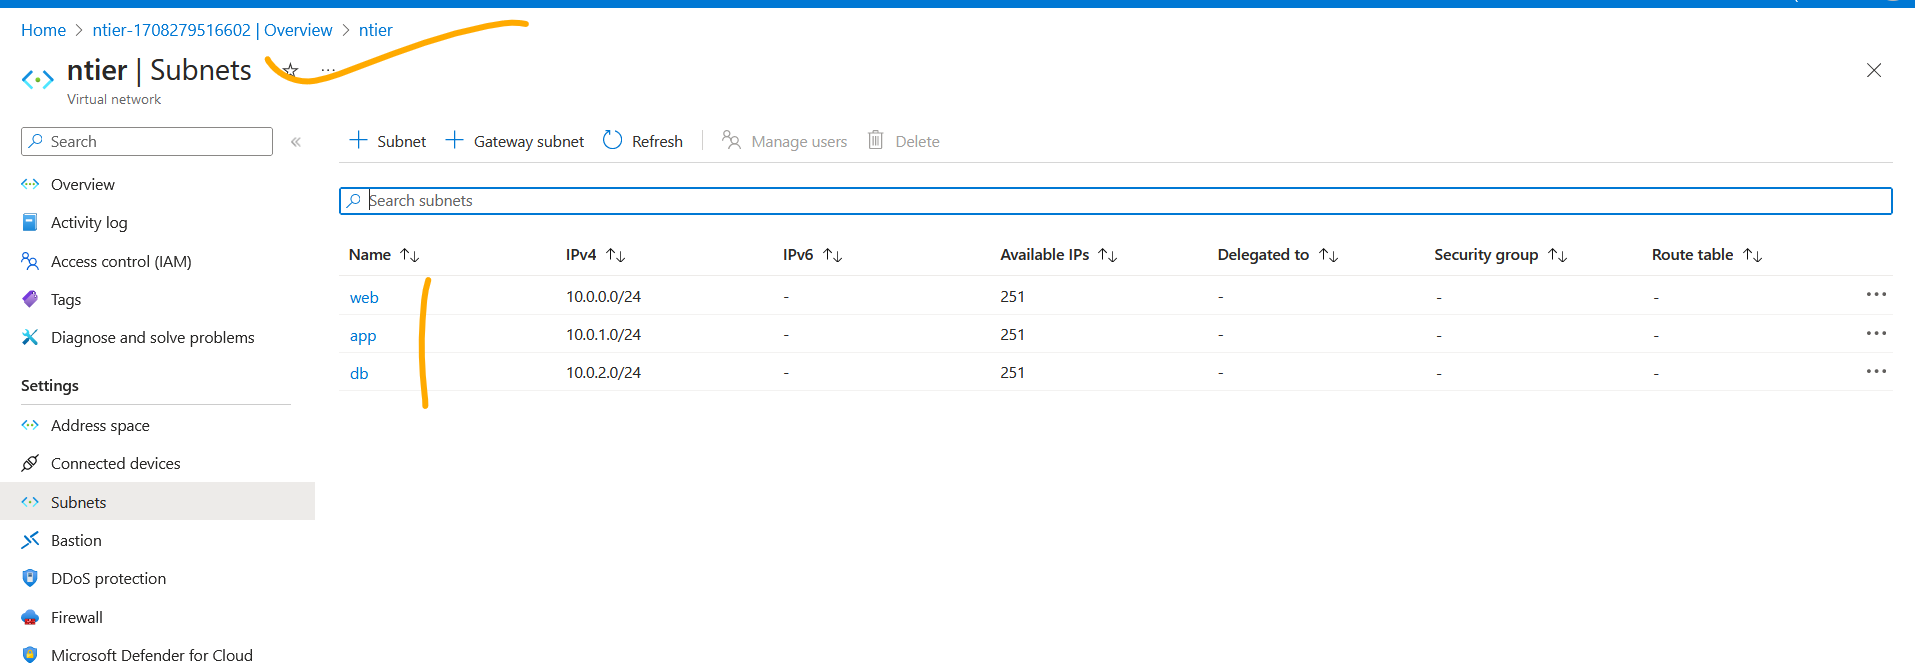 Home > ntier-1708279516602 | Overview > ntier
ntier | Subnets ☆ ...
Virtual network
Search «
Overview
Activity log
Access control (IAM)
Tags
Diagnose and solve problems
Settings
Address space
Connected devices
Subnets
Bastion
DDoS protection
Firewall
Microsoft Defender for Cloud
+ Subnet + Gateway subnet Refresh Manage users Delete
Search subnets
Name ↑↓ IPv4 ↑↓ IPv6 ↑↓ Available IPs ↑↓ Delegated to ↑↓ Security group ↑↓ Route table ↑↓
web 10.0.0.0/24 - 251 - - - ...
app 10.0.1.0/24 - 251 - - - ...
db 10.0.2.0/24 - 251 - - - ...